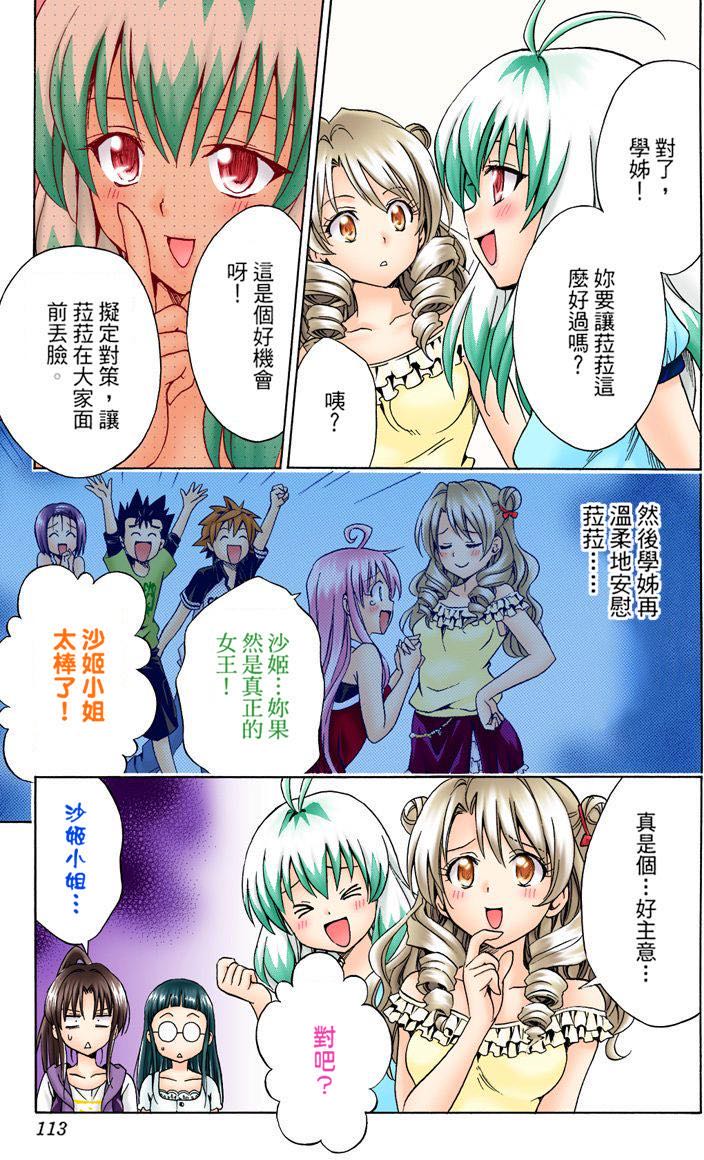 對了，
學姊！
妳要讓菈菈這
麼好過嗎？
咦？
這是個好機會
呀！
擬定對策，讓
菈菈在大家面
前丟臉。
然後學姊再
溫柔地安慰
菈菈……
沙姬…妳果
然是真正的
女王！
沙姬小姐
太棒了！
真是個…好主意…
對吧？
沙姬小姐…
113